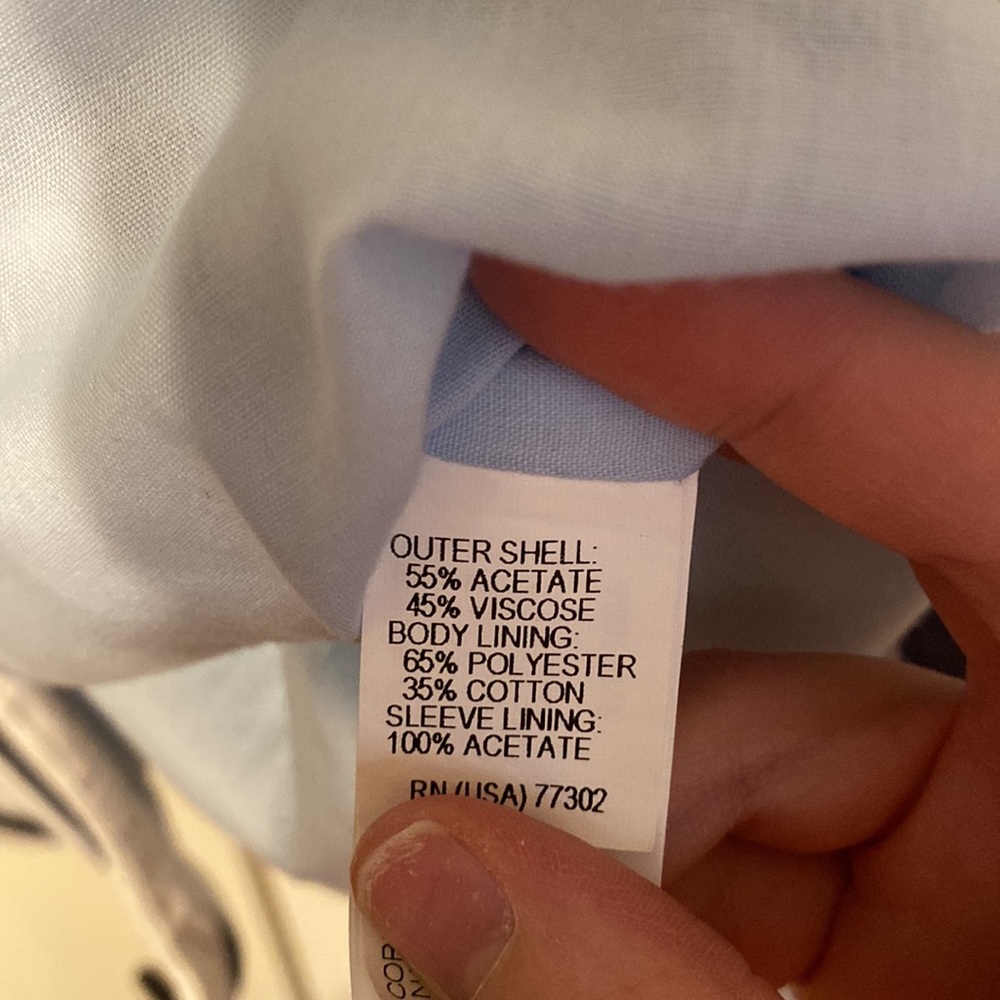 OUTER SHELL:
55% ACETATE
45% VISCOSE
BODY LINING:
65% POLYESTER
35% COTTON
SLEEVE LINING:
100% ACETATE
RN (USA) 77302